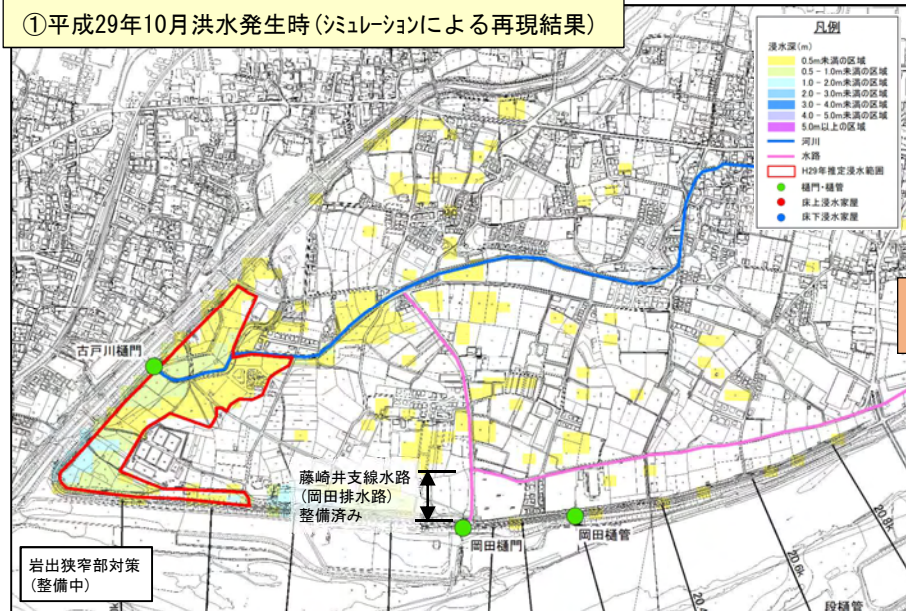 ①平成29年10月洪水発生時(シミュレーションによる再現結果)
凡例
浸水深(m)
0.5m未満の区域
0.5 - 1.0m未満の区域
1.0 - 2.0m未満の区域
2.0 - 3.0m未満の区域
3.0 - 4.0m未満の区域
4.0 - 5.0m未満の区域
5.0m以上の区域
河川
水路
H29年推定浸水範囲
樋門・樋管
床上浸水家屋
床下浸水家屋
古戸川樋門
藤崎井支線水路
(岡田排水路)
整備済み
岡田樋門
岡田樋管
20.8k
20.6k
岩出狭窄部対策
(整備中)
段樋管